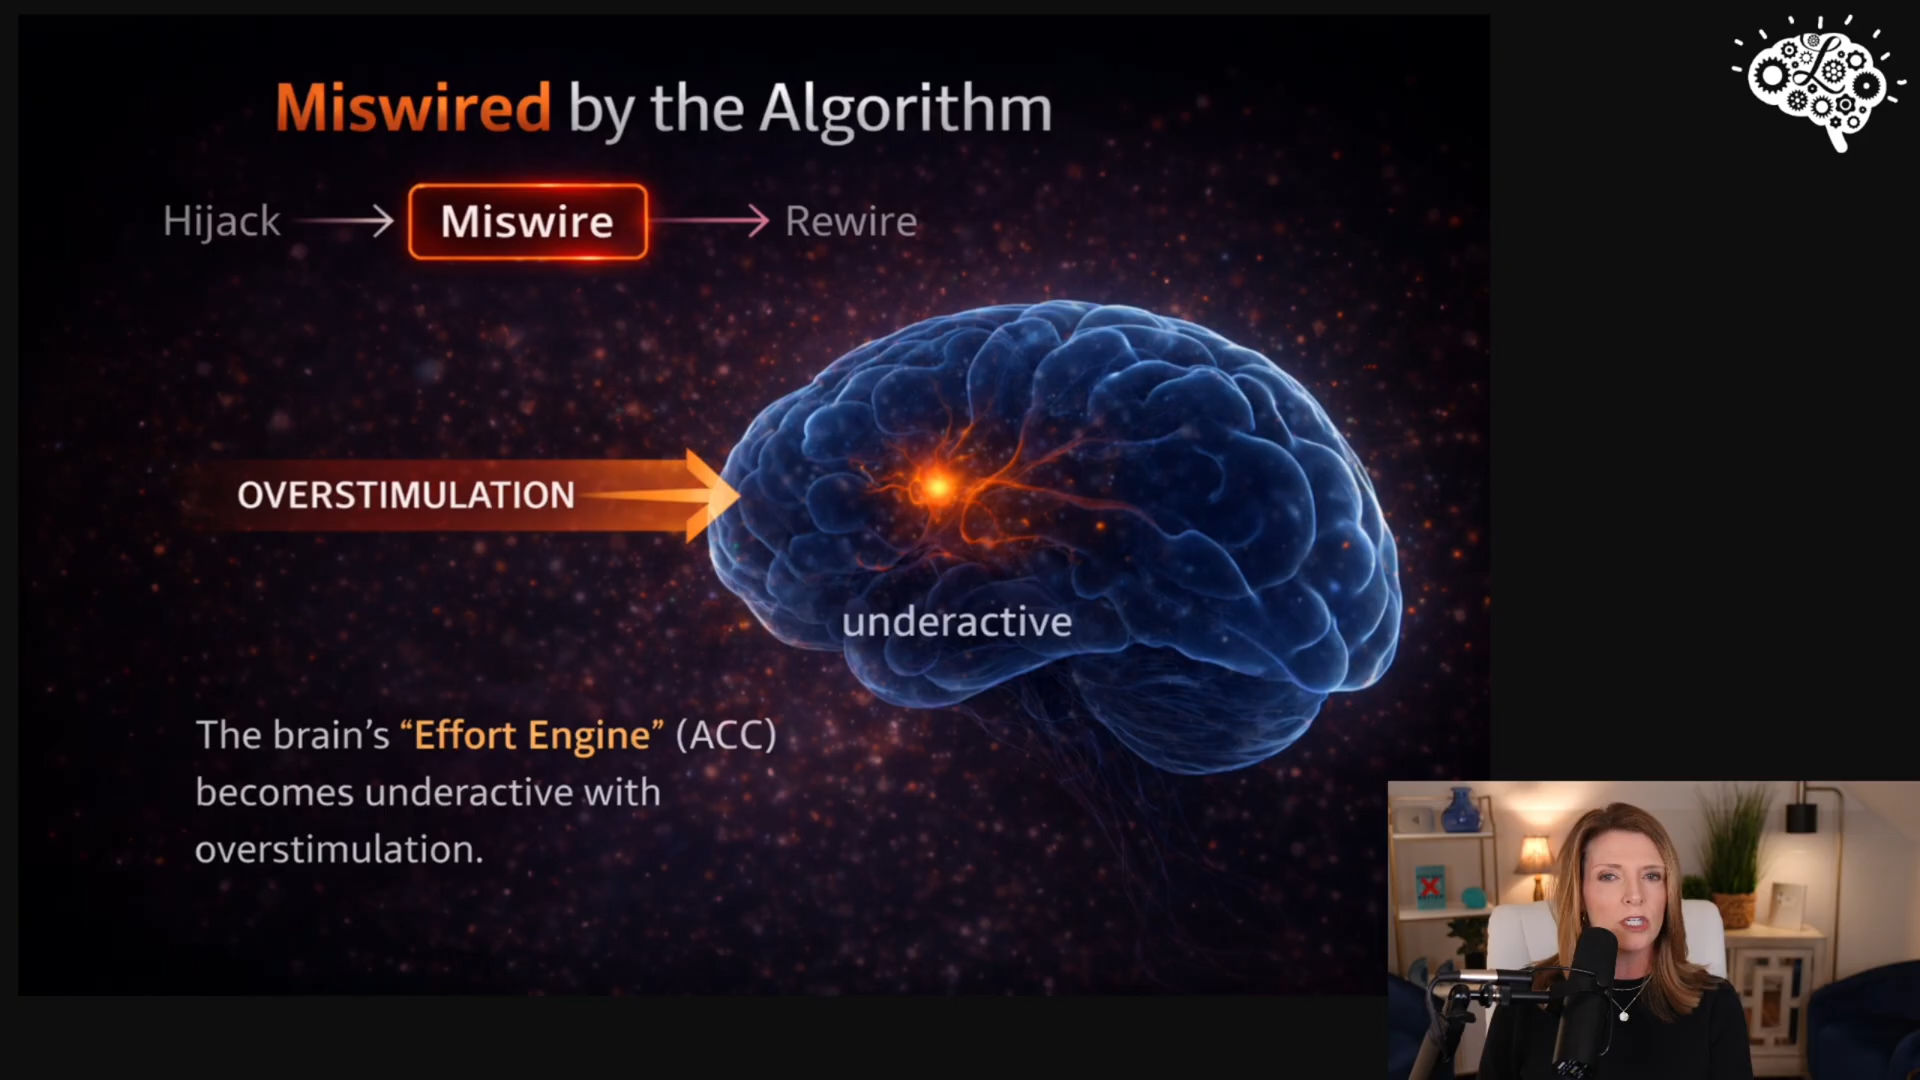 Miswired by the Algorithm
Hijack Miswire Rewire
OVERSTIMULATION
underactive
The brain's “Effort Engine” (ACC)
becomes underactive with
overstimulation.
L
X